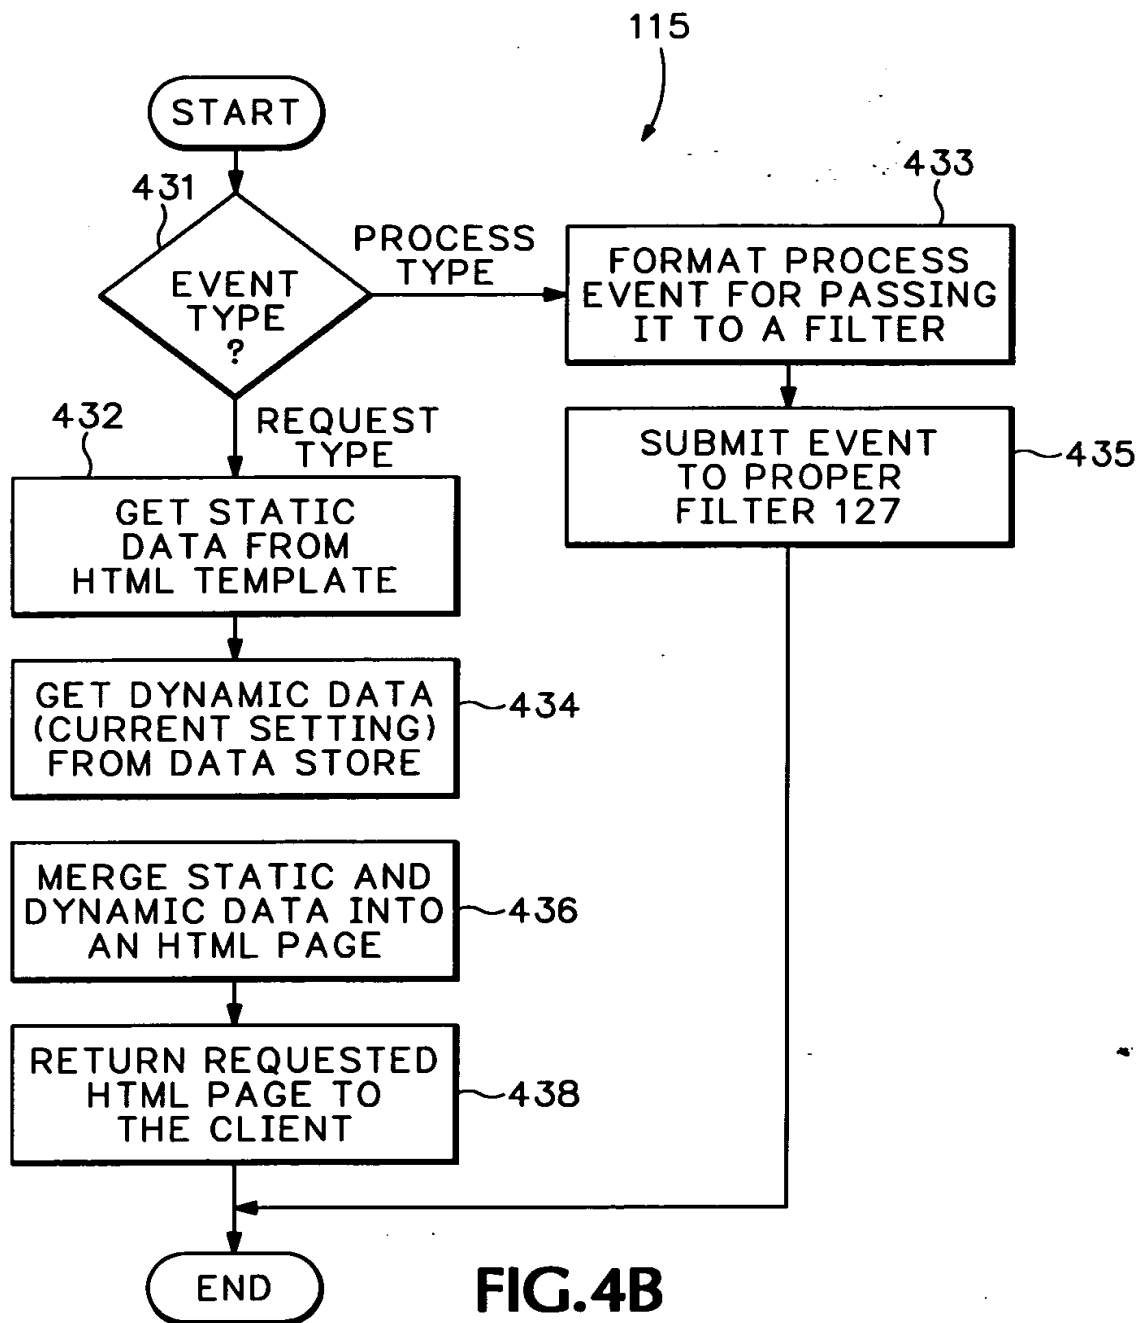 115
START
431
EVENT
TYPE
?
PROCESS
TYPE
433
FORMAT PROCESS
EVENT FOR PASSING
IT TO A FILTER
432
REQUEST
TYPE
SUBMIT EVENT
TO PROPER
FILTER 127
435
GET STATIC
DATA FROM
HTML TEMPLATE
GET DYNAMIC DATA
(CURRENT SETTING)
FROM DATA STORE
434
MERGE STATIC AND
DYNAMIC DATA INTO
AN HTML PAGE
436
RETURN REQUESTED
HTML PAGE TO
THE CLIENT
438
END
FIG.4B